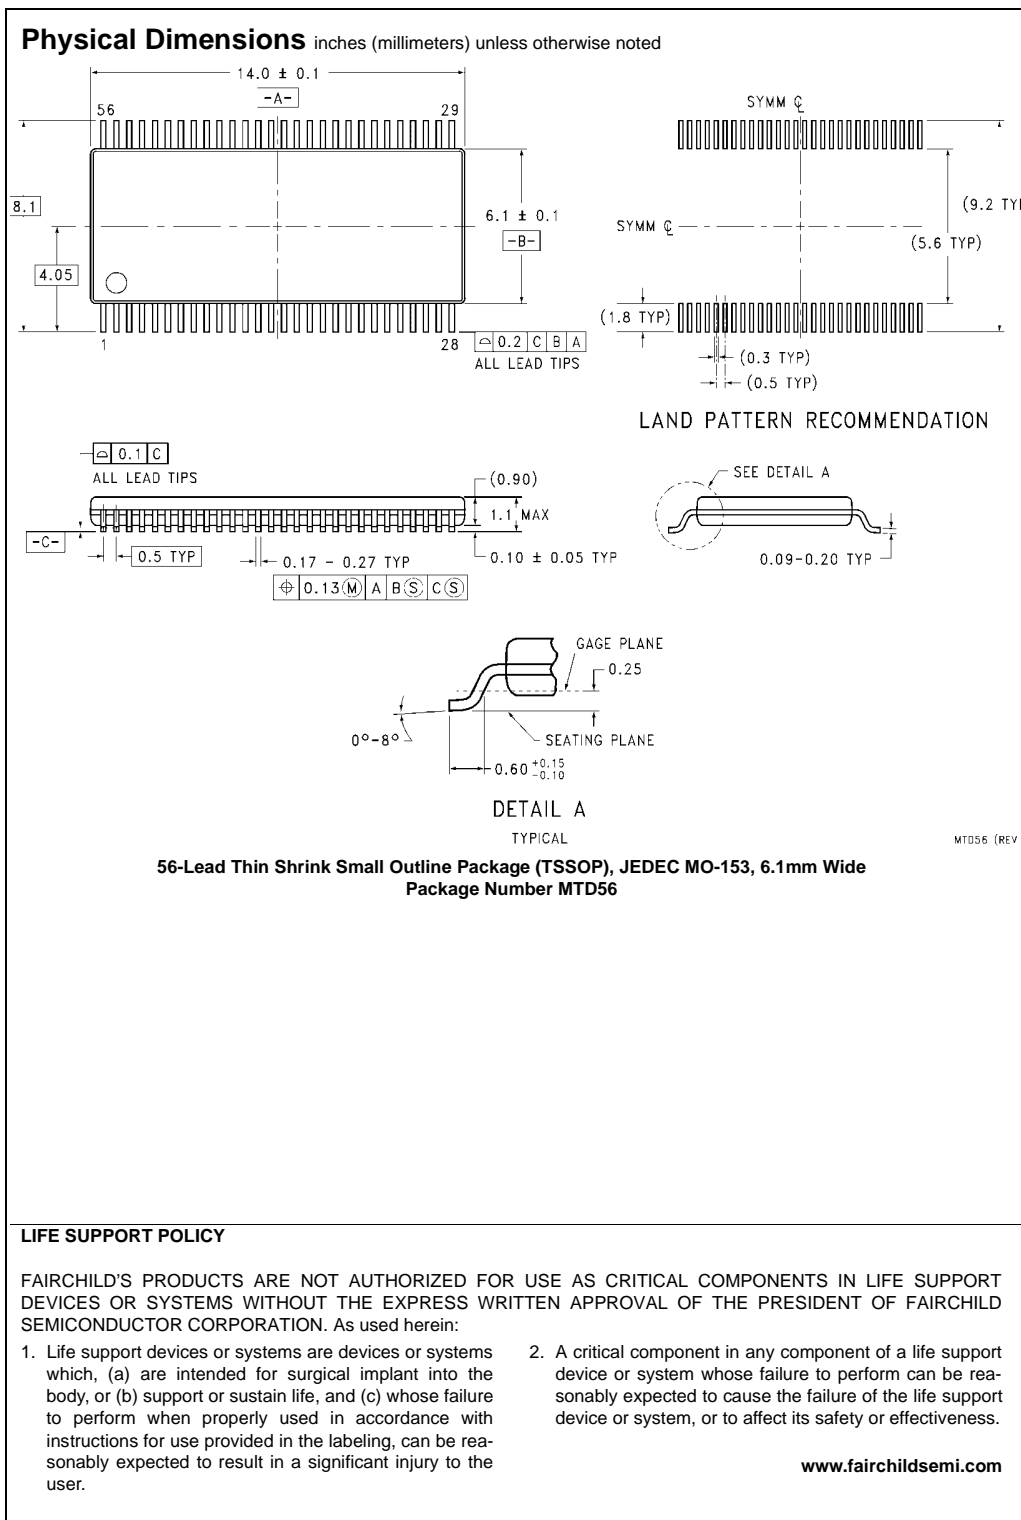 Physical Dimensions inches (millimeters) unless otherwise noted
14.0 ± 0.1
-A-
56
29
8.1
4.05
6.1 ± 0.1
-B-
1
28
⌓ 0.2 C B A
ALL LEAD TIPS
SYMM ℄
SYMM ℄
(9.2
(5.6 TYP)
(1.8 TYP)
(0.3 TYP)
(0.5 TYP)
LAND PATTERN RECOMMENDATION
⌓ 0.1 C
ALL LEAD TIPS
(0.90)
1.1 MAX
-C-
0.5 TYP
0.17 – 0.27 TYP
0.10 ± 0.05 TYP
⌖ 0.13 Ⓜ A B Ⓢ C Ⓢ
SEE DETAIL A
0.09–0.20 TYP
GAGE PLANE
0.25
0°–8°
SEATING PLANE
0.60 +0.15 −0.10
DETAIL A
TYPICAL
MTD56 (REV
56-Lead Thin Shrink Small Outline Package (TSSOP), JEDEC MO-153, 6.1mm Wide
Package Number MTD56
LIFE SUPPORT POLICY
FAIRCHILD'S PRODUCTS ARE NOT AUTHORIZED FOR USE AS CRITICAL COMPONENTS IN LIFE SUPPORT
DEVICES OR SYSTEMS WITHOUT THE EXPRESS WRITTEN APPROVAL OF THE PRESIDENT OF FAIRCHILD
SEMICONDUCTOR CORPORATION. As used herein:
1. Life support devices or systems are devices or systems
which, (a) are intended for surgical implant into the
body, or (b) support or sustain life, and (c) whose failure
to perform when properly used in accordance with
instructions for use provided in the labeling, can be rea-
sonably expected to result in a significant injury to the
user.
2. A critical component in any component of a life support
device or system whose failure to perform can be rea-
sonably expected to cause the failure of the life support
device or system, or to affect its safety or effectiveness.
www.fairchildsemi.com